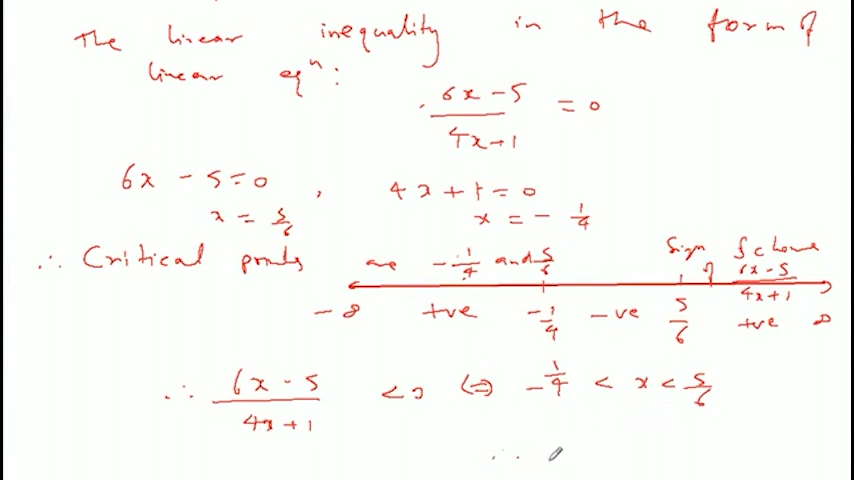 The linear inequality in the form of
linear eqⁿ:
6x - 5
4x+1
= 0
6x - 5 = 0 , 4x + 1 = 0
x = 5/6 x = - 1/4
∴ Critical points are - 1/4 and 5/6
Sign Scheme
of 6x-5
4x+1
- ∞ +ve -1/4 -ve 5/6 +ve ∞
∴ 6x - 5 / 4x + 1 < 0 ⇔ - 1/4 < x < 5/6
∴